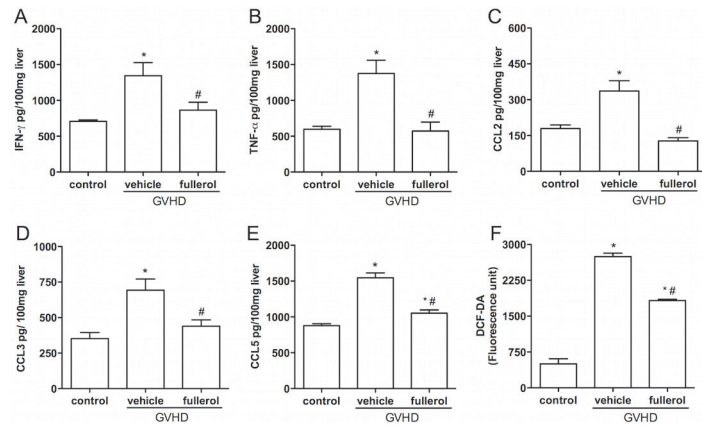 A
IFN-γ pg/100mg liver
2000
1500
1000
500
0
*
#
control vehicle fullerol
GVHD
B
TNF-α pg/100mg liver
2000
1500
1000
500
0
*
#
control vehicle fullerol
GVHD
C
CCL2 pg/100mg liver
600
450
300
150
0
*
#
control vehicle fullerol
GVHD
D
CCL3 pg/ 100mg liver
1000
750
500
250
0
*
#
control vehicle fullerol
GVHD
E
CCL5 pg/100mg liver
2000
1500
1000
500
0
*
* #
control vehicle fullerol
GVHD
F
DCF-DA
(Fluorescence unit)
3000
2250
1500
750
0
*
* #
control vehicle fullerol
GVHD